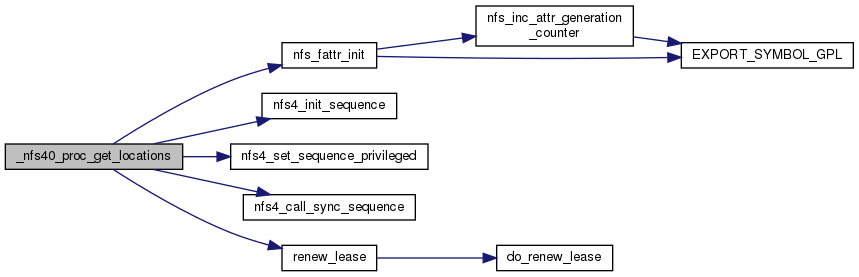 nfs_inc_attr_generation
_counter
nfs_fattr_init
EXPORT_SYMBOL_GPL
nfs4_init_sequence
_nfs40_proc_get_locations
nfs4_set_sequence_privileged
nfs4_call_sync_sequence
renew_lease
do_renew_lease